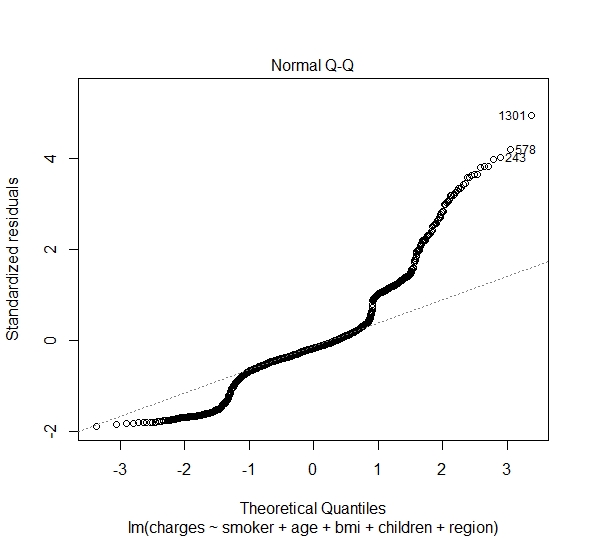 Normal Q-Q
1301
578
243
Standardized residuals
4
2
0
-2
-3 -2 -1 0 1 2 3
Theoretical Quantiles
lm(charges ~ smoker + age + bmi + children + region)